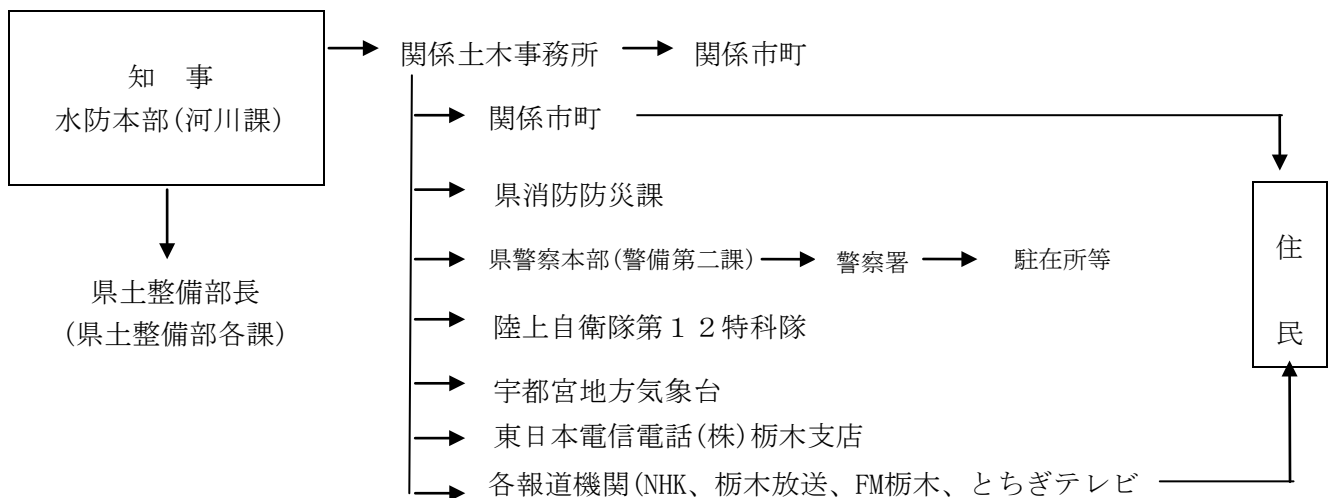 知　事
水防本部(河川課)
関係土木事務所
関係市町
関係市町
県消防防災課
県警察本部(警備第二課)
警察署
駐在所等
陸上自衛隊第１２特科隊
宇都宮地方気象台
東日本電信電話(株)栃木支店
各報道機関(NHK、栃木放送、FM栃木、とちぎテレビ
県土整備部長
(県土整備部各課)
住
民